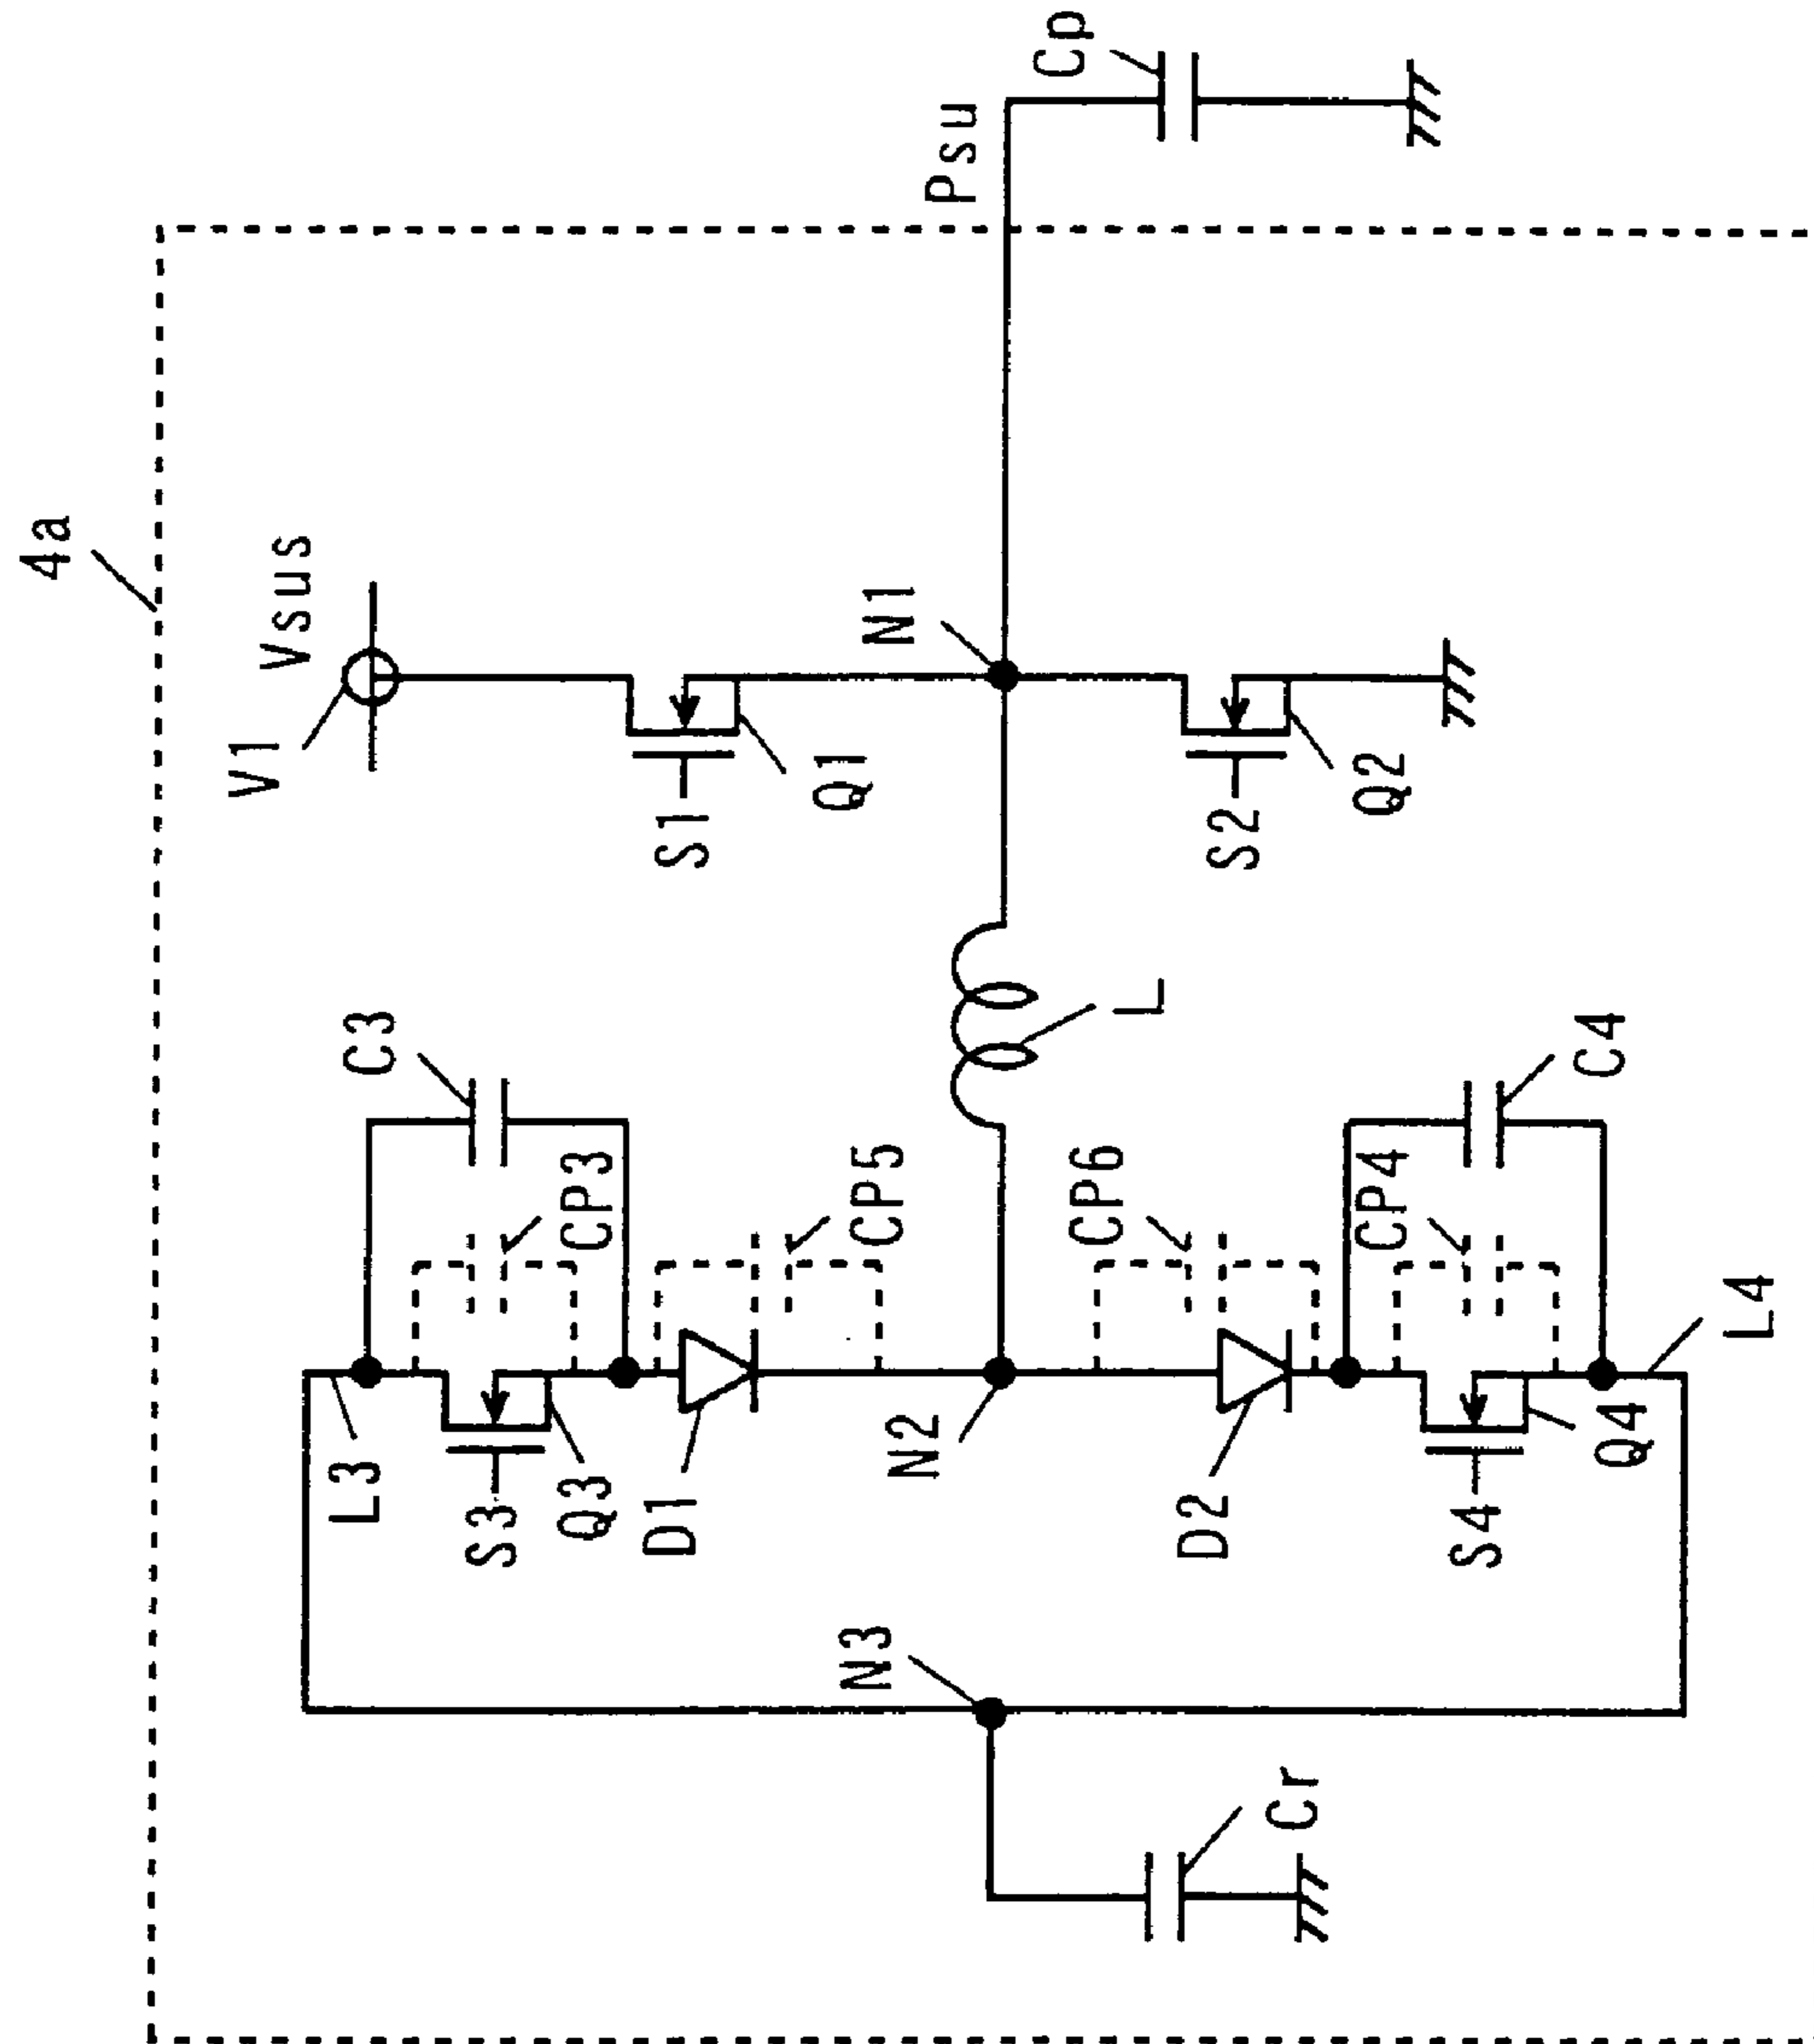 4a
V1
Vsus
S1
Q1
N1
Psu
Cp
S2
Q2
L
L3
C3
CP3
S3
Q3
D1
CP5
N2
CP6
D2
CP4
C4
S4
Q4
L4
N3
Cr